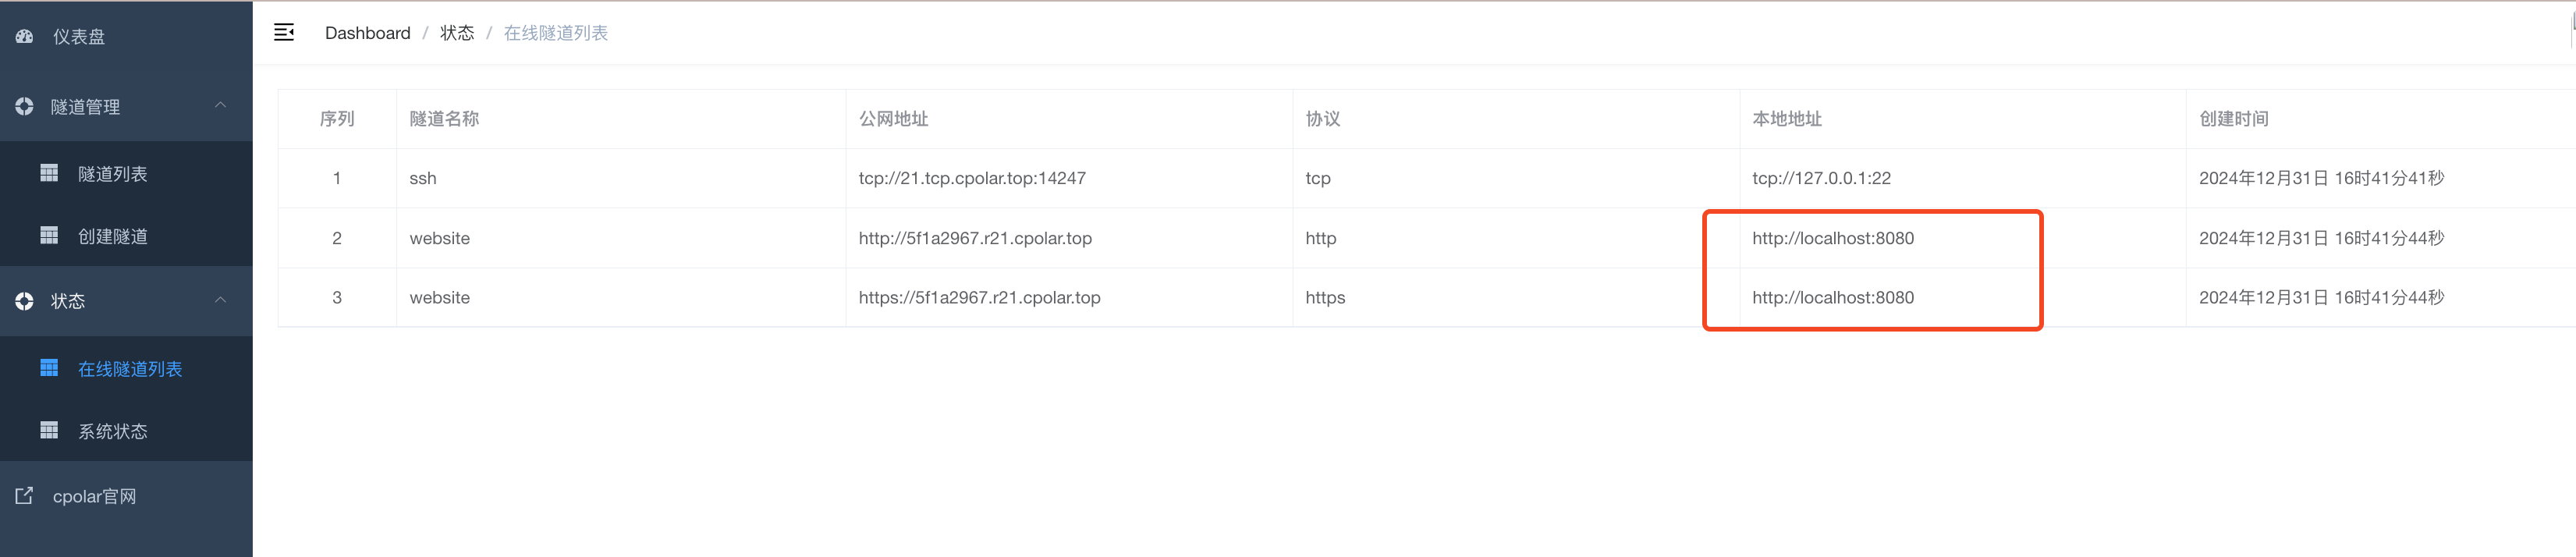 仪表盘
隧道管理
隧道列表
创建隧道
状态
在线隧道列表
系统状态
cpolar官网
Dashboard / 状态 / 在线隧道列表
序列 隧道名称 公网地址 协议 本地地址 创建时间
1 ssh tcp://21.tcp.cpolar.top:14247 tcp tcp://127.0.0.1:22 2024年12月31日 16时41分41秒
2 website http://5f1a2967.r21.cpolar.top http http://localhost:8080 2024年12月31日 16时41分44秒
3 website https://5f1a2967.r21.cpolar.top https http://localhost:8080 2024年12月31日 16时41分44秒